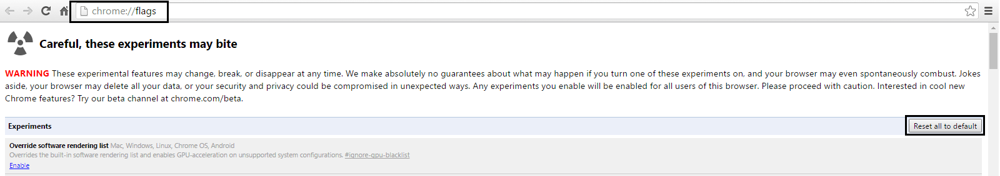 chrome://flags
Careful, these experiments may bite
WARNING These experimental features may change, break, or disappear at any time. We make absolutely no guarantees about what may happen if you turn one of these experiments on, and your browser may even spontaneously combust. Jokes
aside, your browser may delete all your data, or your security and privacy could be compromised in unexpected ways. Any experiments you enable will be enabled for all users of this browser. Please proceed with caution. Interested in cool new
Chrome features? Try our beta channel at chrome.com/beta.
Experiments
Reset all to default
Override software rendering list Mac, Windows, Linux, Chrome OS, Android
Overrides the built-in software rendering list and enables GPU-acceleration on unsupported system configurations. #ignore-gpu-blacklist
Enable